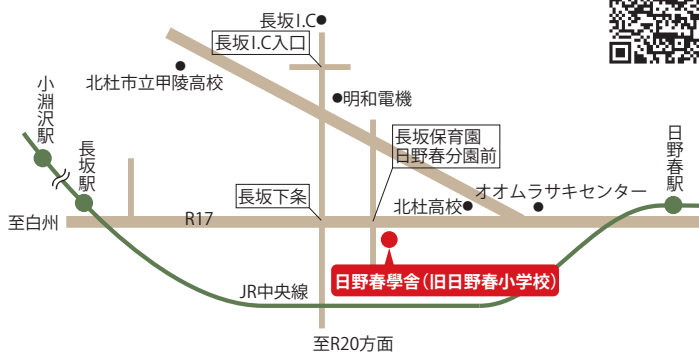 長坂I.C
長坂I.C入口
北杜市立甲陵高校
明和電機
小淵沢駅
長坂駅
長坂保育園
日野春分園前
日野春駅
オオムラサキセンター
北杜高校
長坂下条
至白州
R17
日野春學舎(旧日野春小学校)
JR中央線
至R20方面